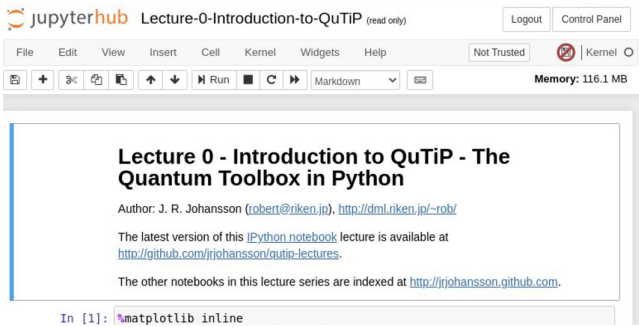 jupyterhub Lecture-0-Introduction-to-QuTiP (read only) Logout Control Panel
File Edit View Insert Cell Kernel Widgets Help Not Trusted Kernel
Run Markdown Memory: 116.1 MB
Lecture 0 - Introduction to QuTiP - The
Quantum Toolbox in Python
Author: J. R. Johansson (robert@riken.jp), http://dml.riken.jp/~rob/
The latest version of this IPython notebook lecture is available at
http://github.com/jrjohansson/qutip-lectures.
The other notebooks in this lecture series are indexed at http://jrjohansson.github.com.
In [1]: %matplotlib inline